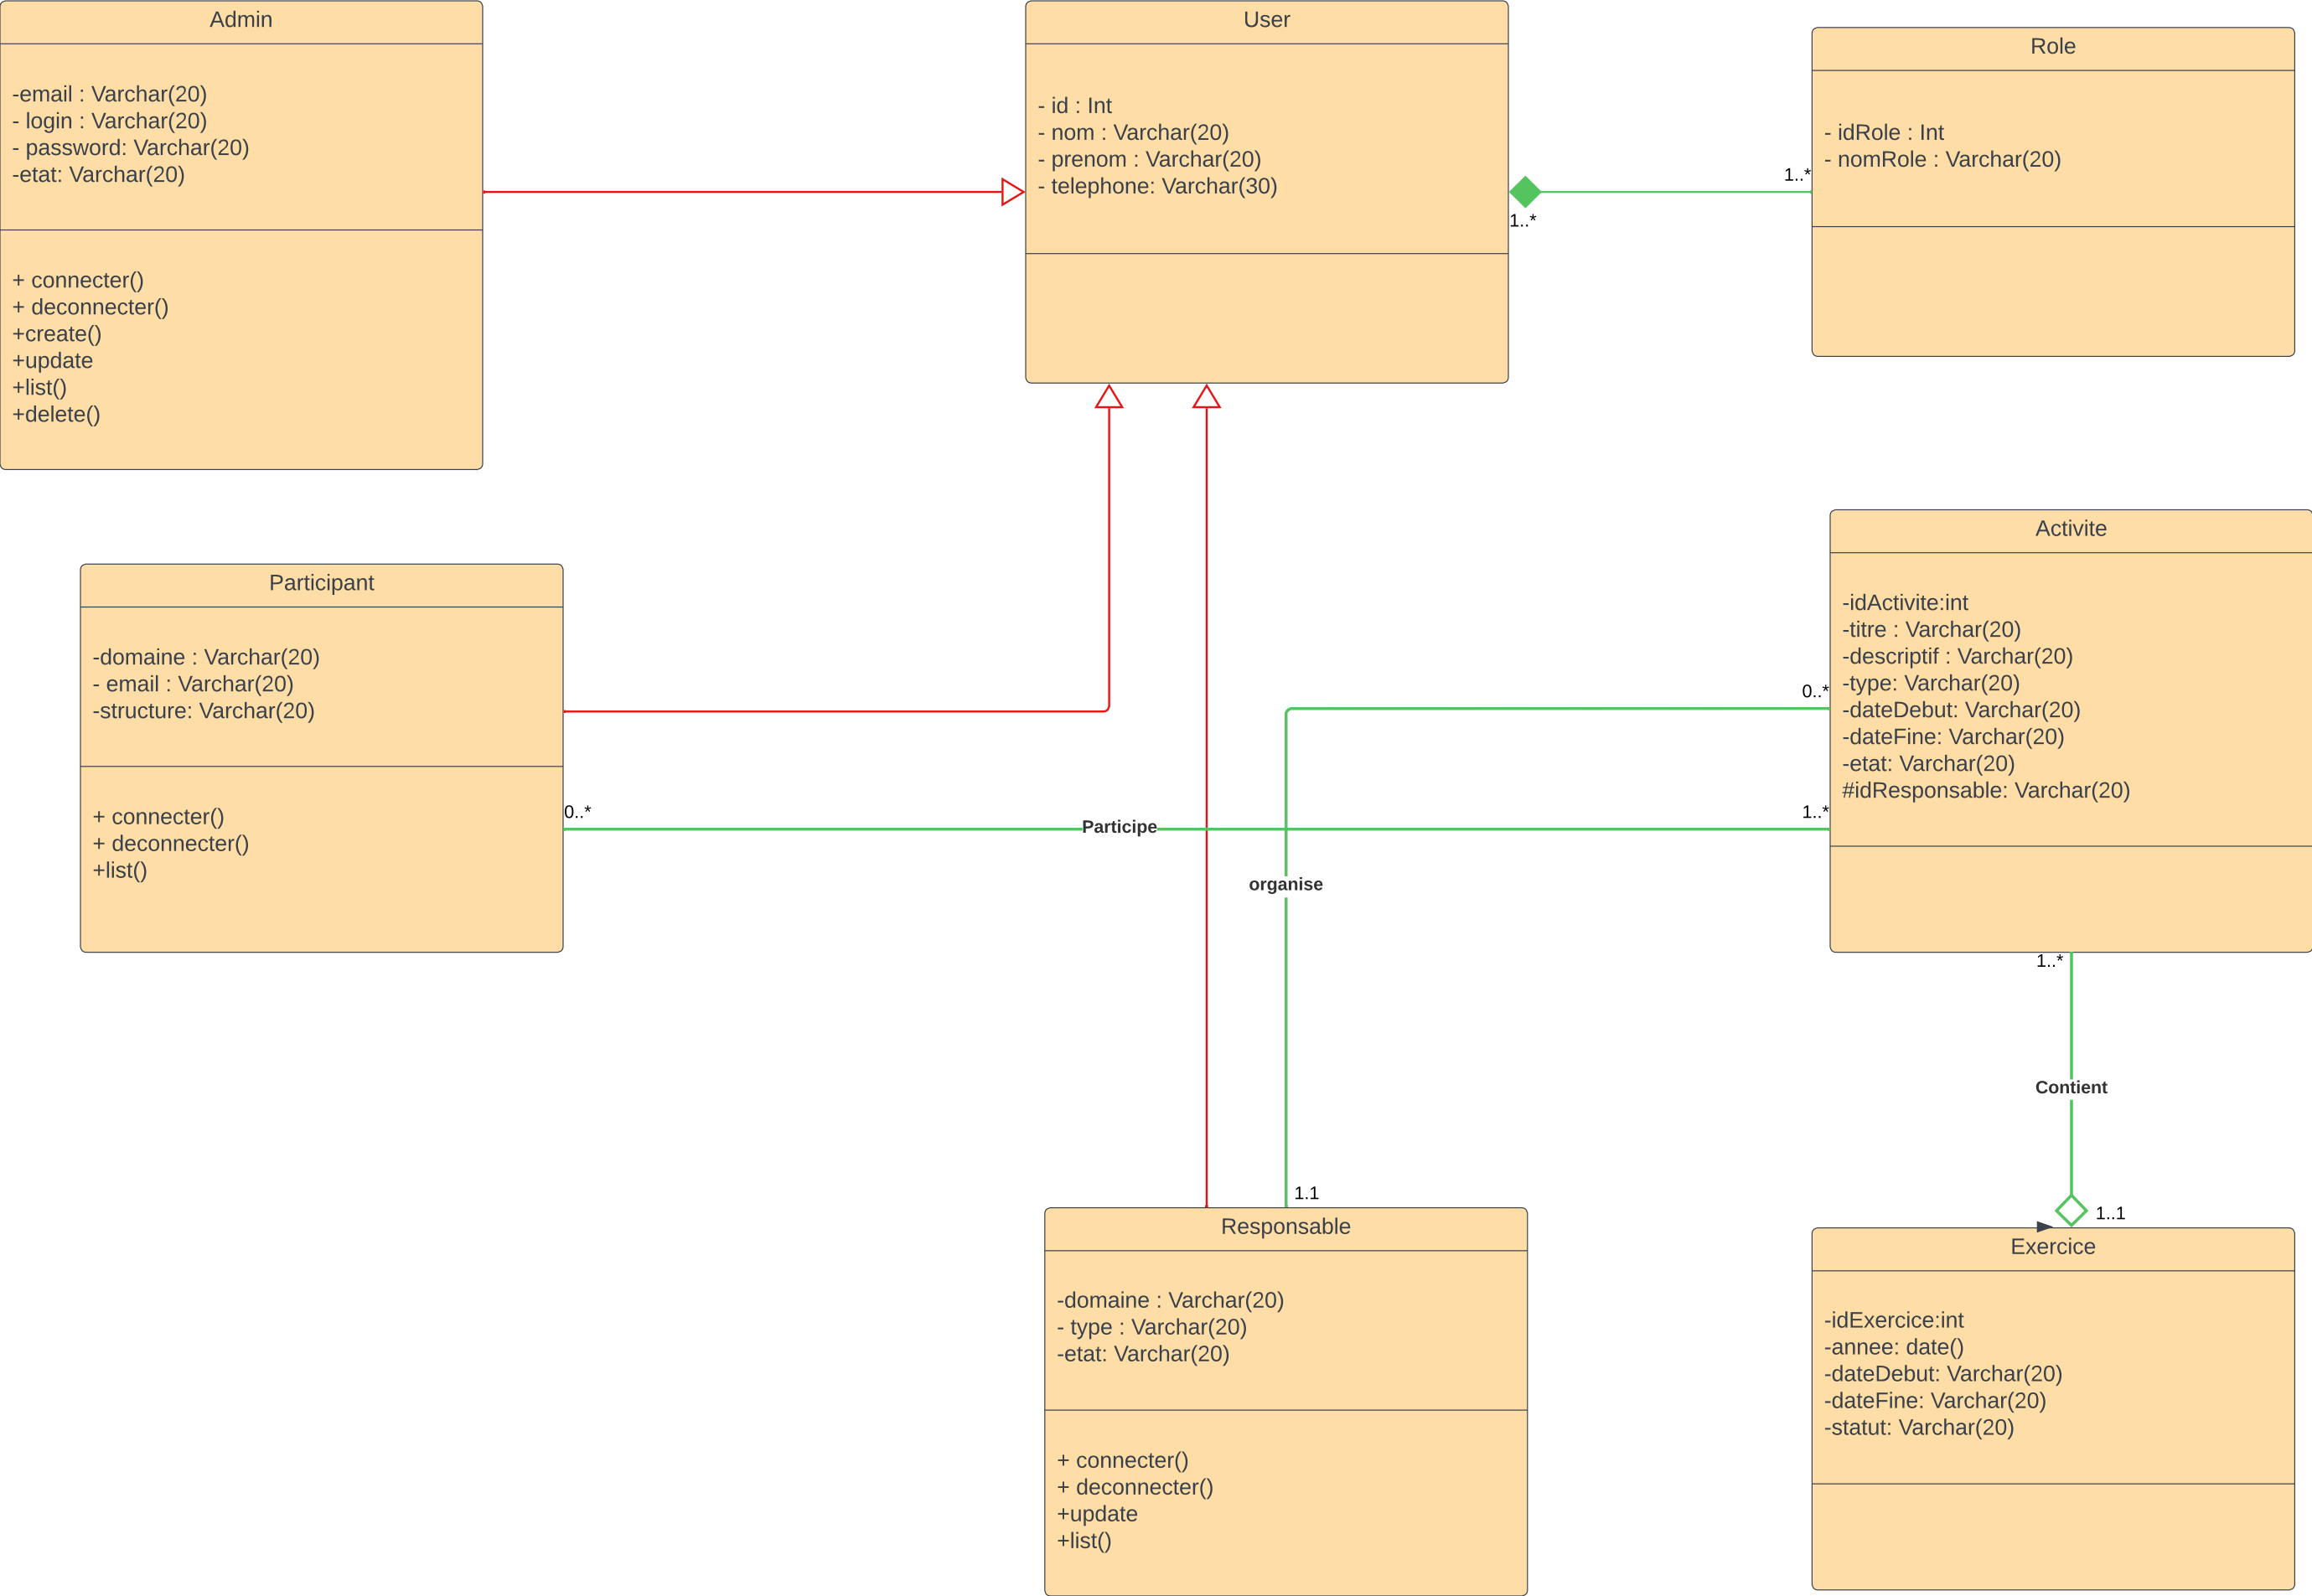 Admin
-email : Varchar(20)
- login : Varchar(20)
- password: Varchar(20)
-etat: Varchar(20)
+ connecter()
+ deconnecter()
+create()
+update
+list()
+delete()
User
- id : Int
- nom : Varchar(20)
- prenom : Varchar(20)
- telephone: Varchar(30)
1..*
1..*
Role
- idRole : Int
- nomRole : Varchar(20)
Participant
-domaine : Varchar(20)
- email : Varchar(20)
-structure: Varchar(20)
+ connecter()
+ deconnecter()
+list()
0..*
Participe
1..*
organise
0..*
1.1
Activite
-idActivite:int
-titre : Varchar(20)
-descriptif : Varchar(20)
-type: Varchar(20)
-dateDebut: Varchar(20)
-dateFine: Varchar(20)
-etat: Varchar(20)
#idResponsable: Varchar(20)
1..*
Contient
1..1
Responsable
-domaine : Varchar(20)
- type : Varchar(20)
-etat: Varchar(20)
+ connecter()
+ deconnecter()
+update
+list()
Exercice
-idExercice:int
-annee: date()
-dateDebut: Varchar(20)
-dateFine: Varchar(20)
-statut: Varchar(20)